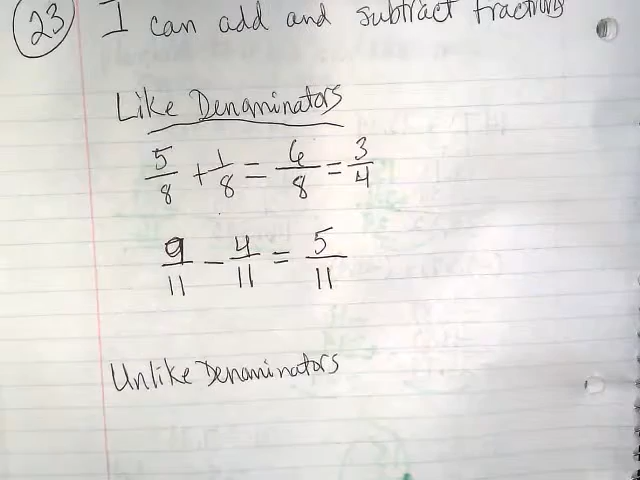 23 I can add and subtract fractions
Like Denominators
5/8 + 1/8 = 6/8 = 3/4
9/11 - 4/11 = 5/11
Unlike Denominators